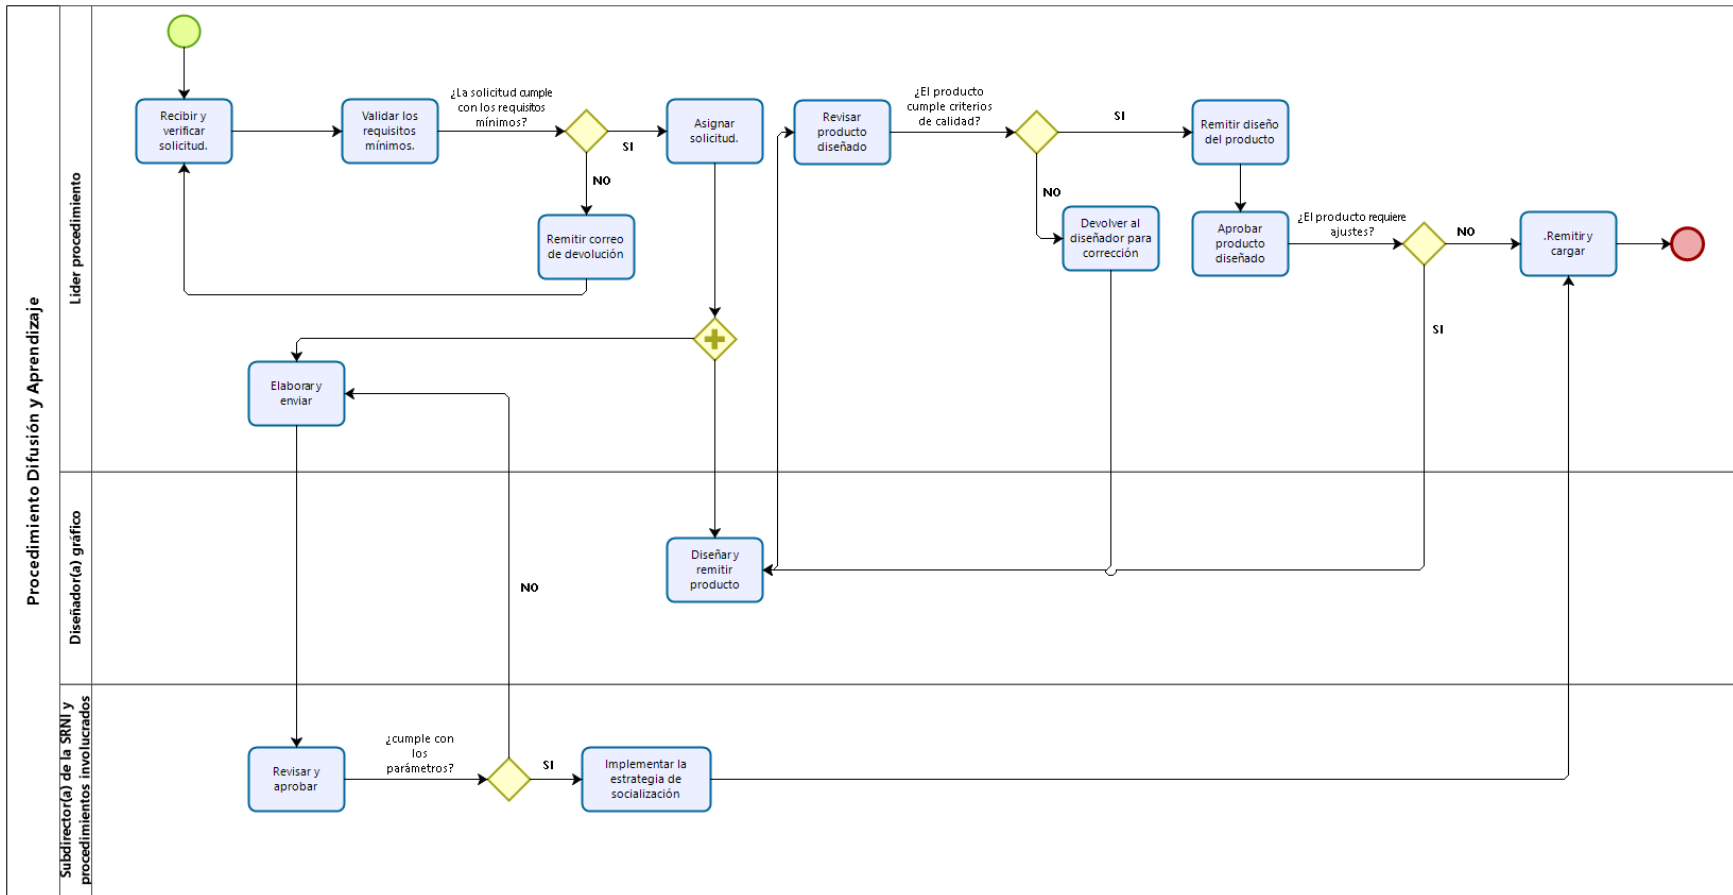 Procedimiento Difusión y Aprendizaje
Lider procedimiento
Recibir y
verificar
solicitud.
Validar los
requisitos
mínimos.
¿La solicitud cumple
con los requisitos
mínimos?
SI
NO
Asignar
solicitud.
Remitir correo
de devolución
Revisar
producto
diseñado
¿El producto
cumple criterios
de calidad?
SI
NO
Remitir diseño
del producto
Devolver al
diseñador para
corrección
Aprobar
producto
diseñado
¿El producto requiere
ajustes?
NO
SI
.Remitir y
cargar
Elaborar y
enviar
Diseñador(a) gráfico
Diseñar y
remitir
producto
NO
Subdirector(a) de la SRNI y
procedimientos involucrados
Revisar y
aprobar
¿cumple con
los
parámetros?
SI
Implementar la
estrategia de
socialización